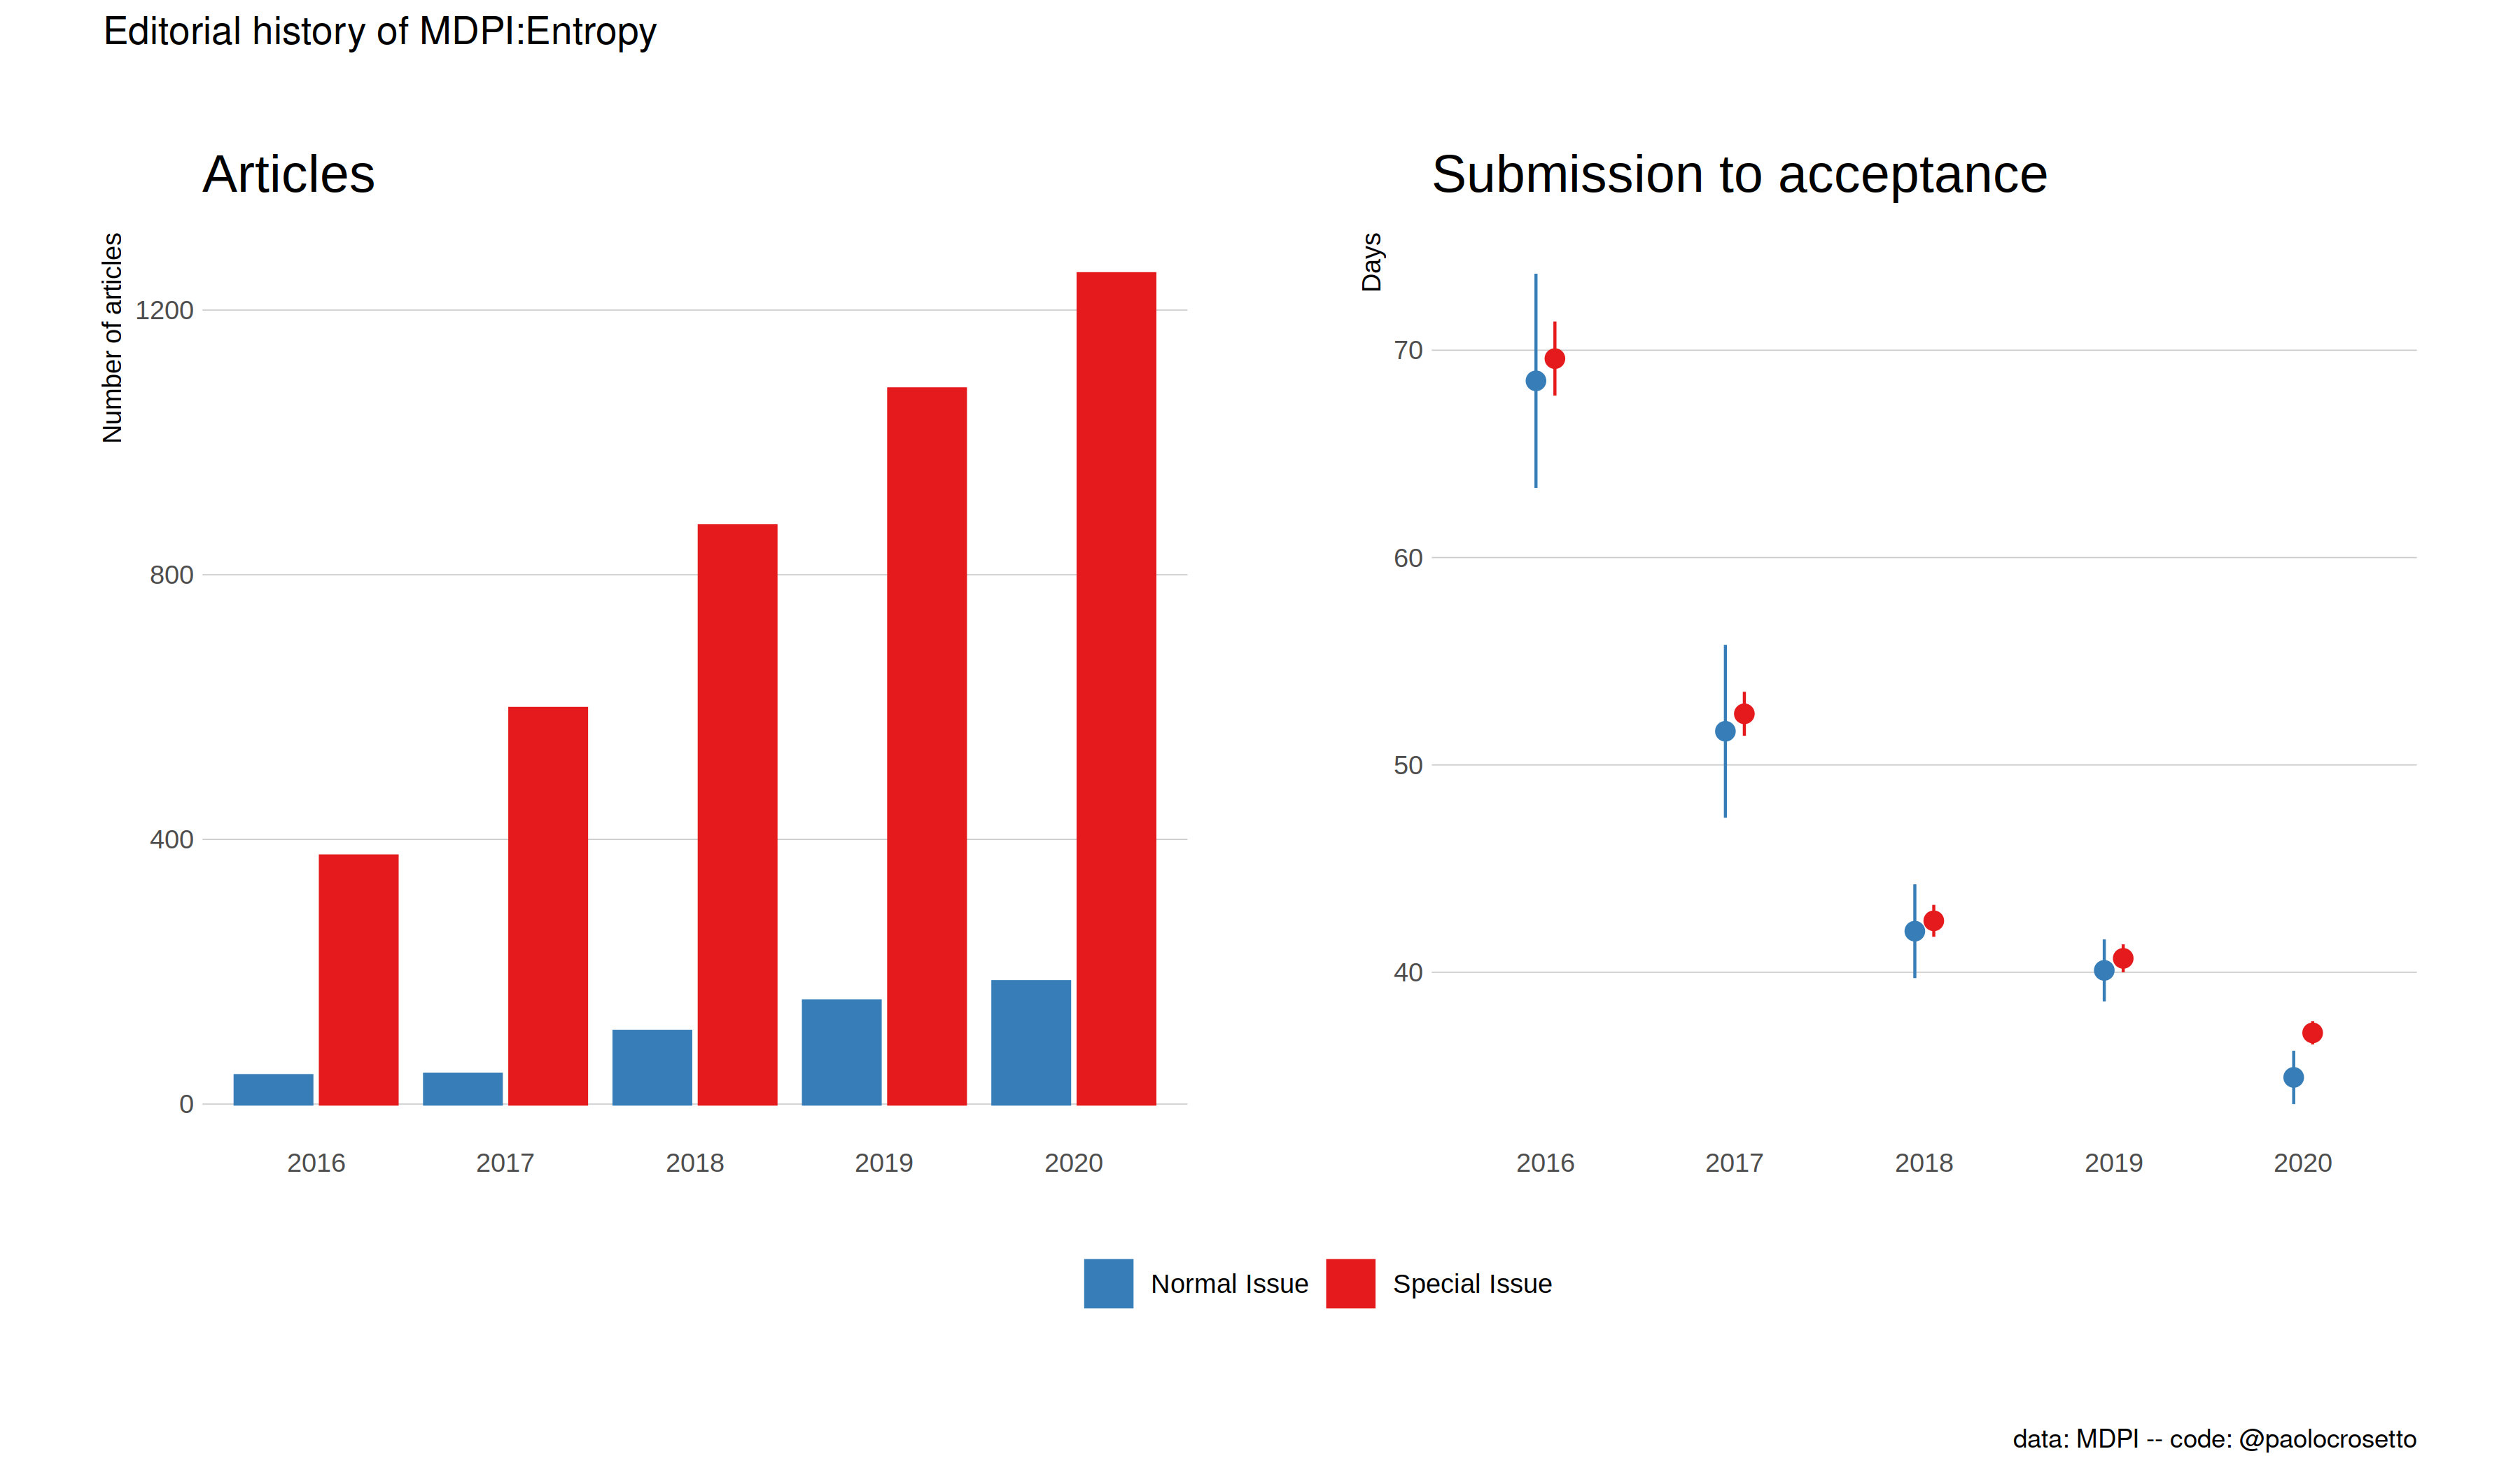 Editorial history of MDPI:Entropy
Articles
Number of articles
1200
800
400
0
2016
2017
2018
2019
2020
Submission to acceptance
Days
70
60
50
40
2016
2017
2018
2019
2020
Normal Issue
Special Issue
data: MDPI -- code: @paolocrosetto